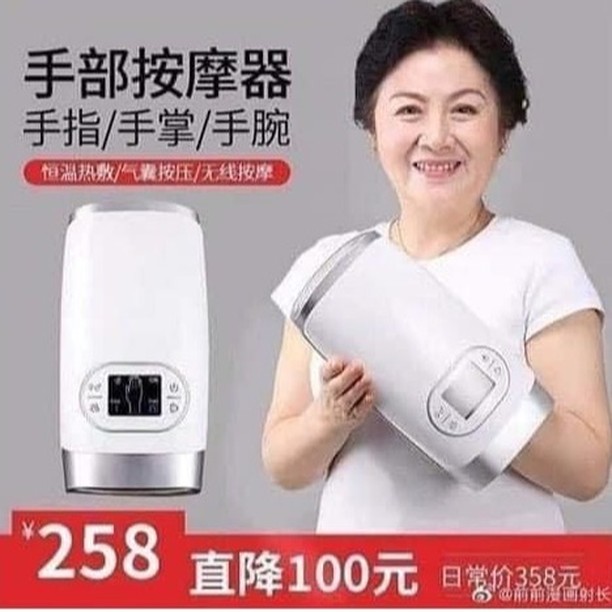 手部按摩器
手指/手掌/手腕
恒温热敷/气囊按压/无线按摩
¥258
直降100元
日常价358元
@前前漫画射长